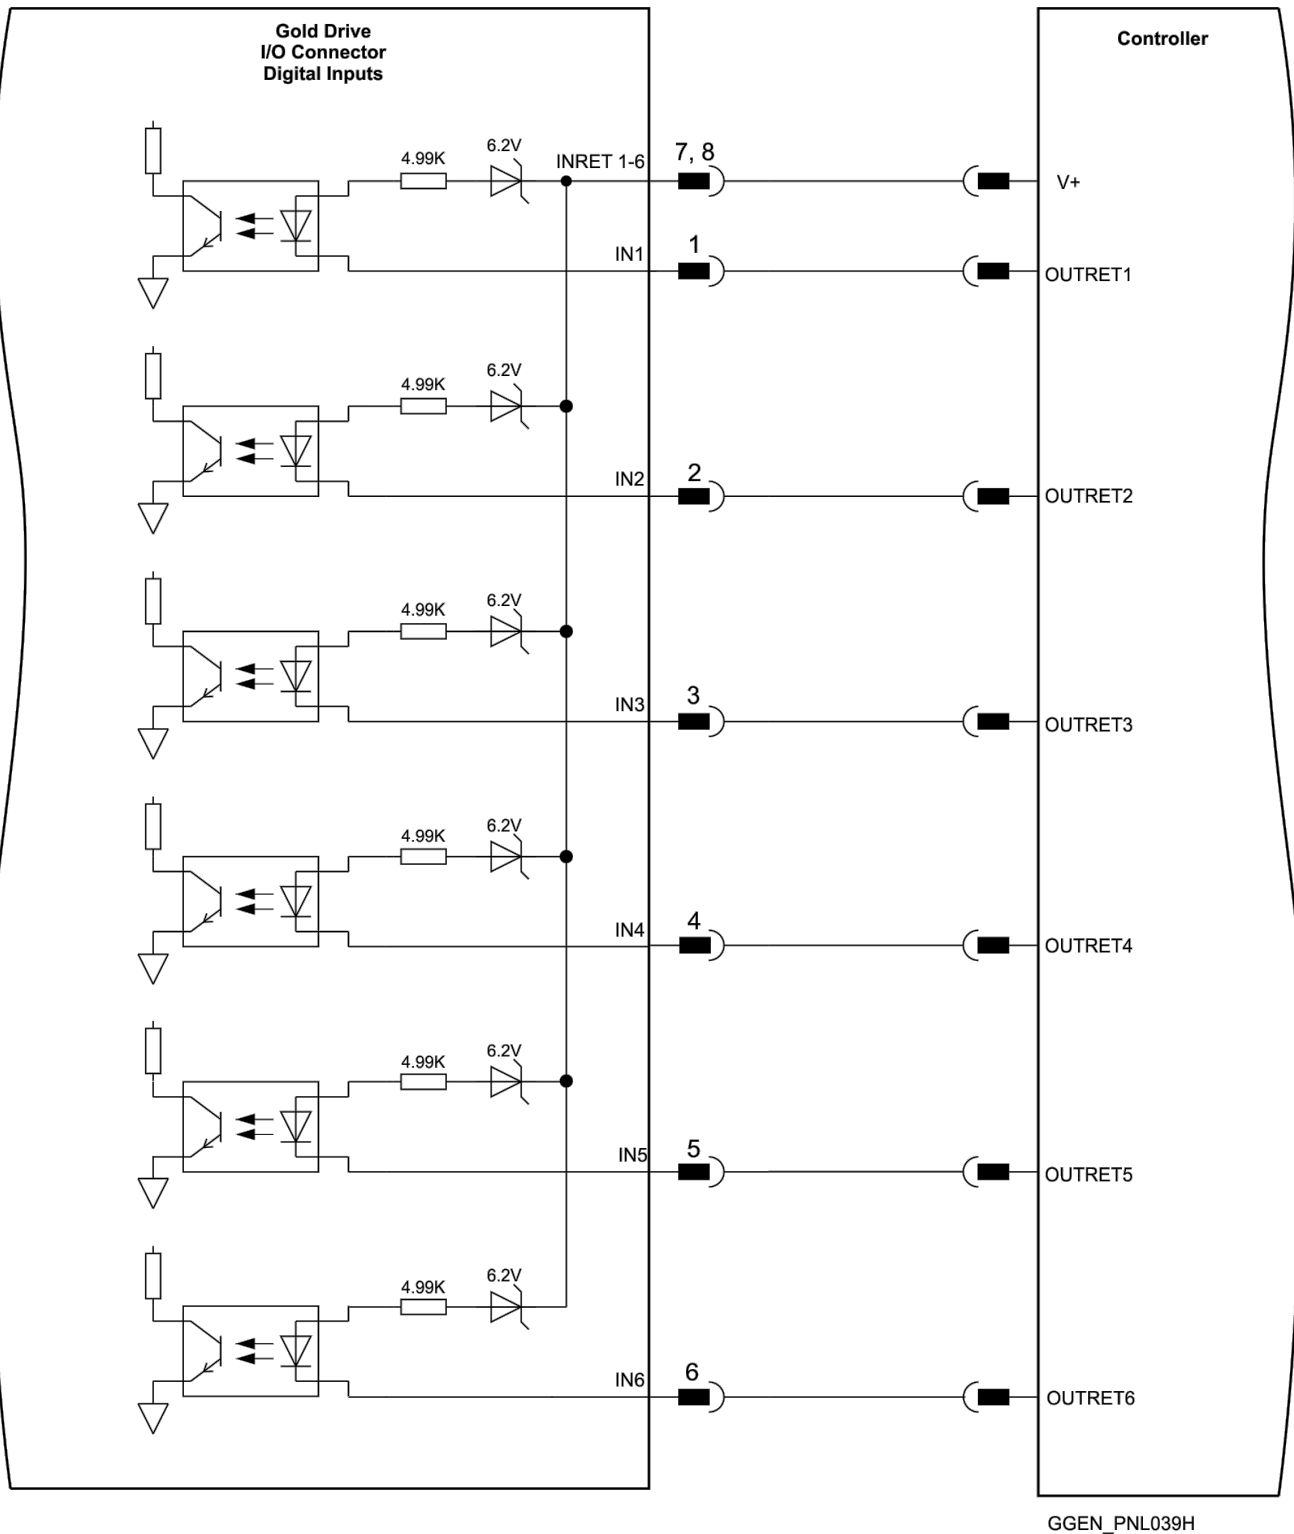 Gold Drive
I/O Connector
Digital Inputs
Controller
4.99K
6.2V
INRET 1-6
7, 8
V+
IN1
1
OUTRET1
4.99K
6.2V
IN2
2
OUTRET2
4.99K
6.2V
IN3
3
OUTRET3
4.99K
6.2V
IN4
4
OUTRET4
4.99K
6.2V
IN5
5
OUTRET5
4.99K
6.2V
IN6
6
OUTRET6
GGEN_PNL039H